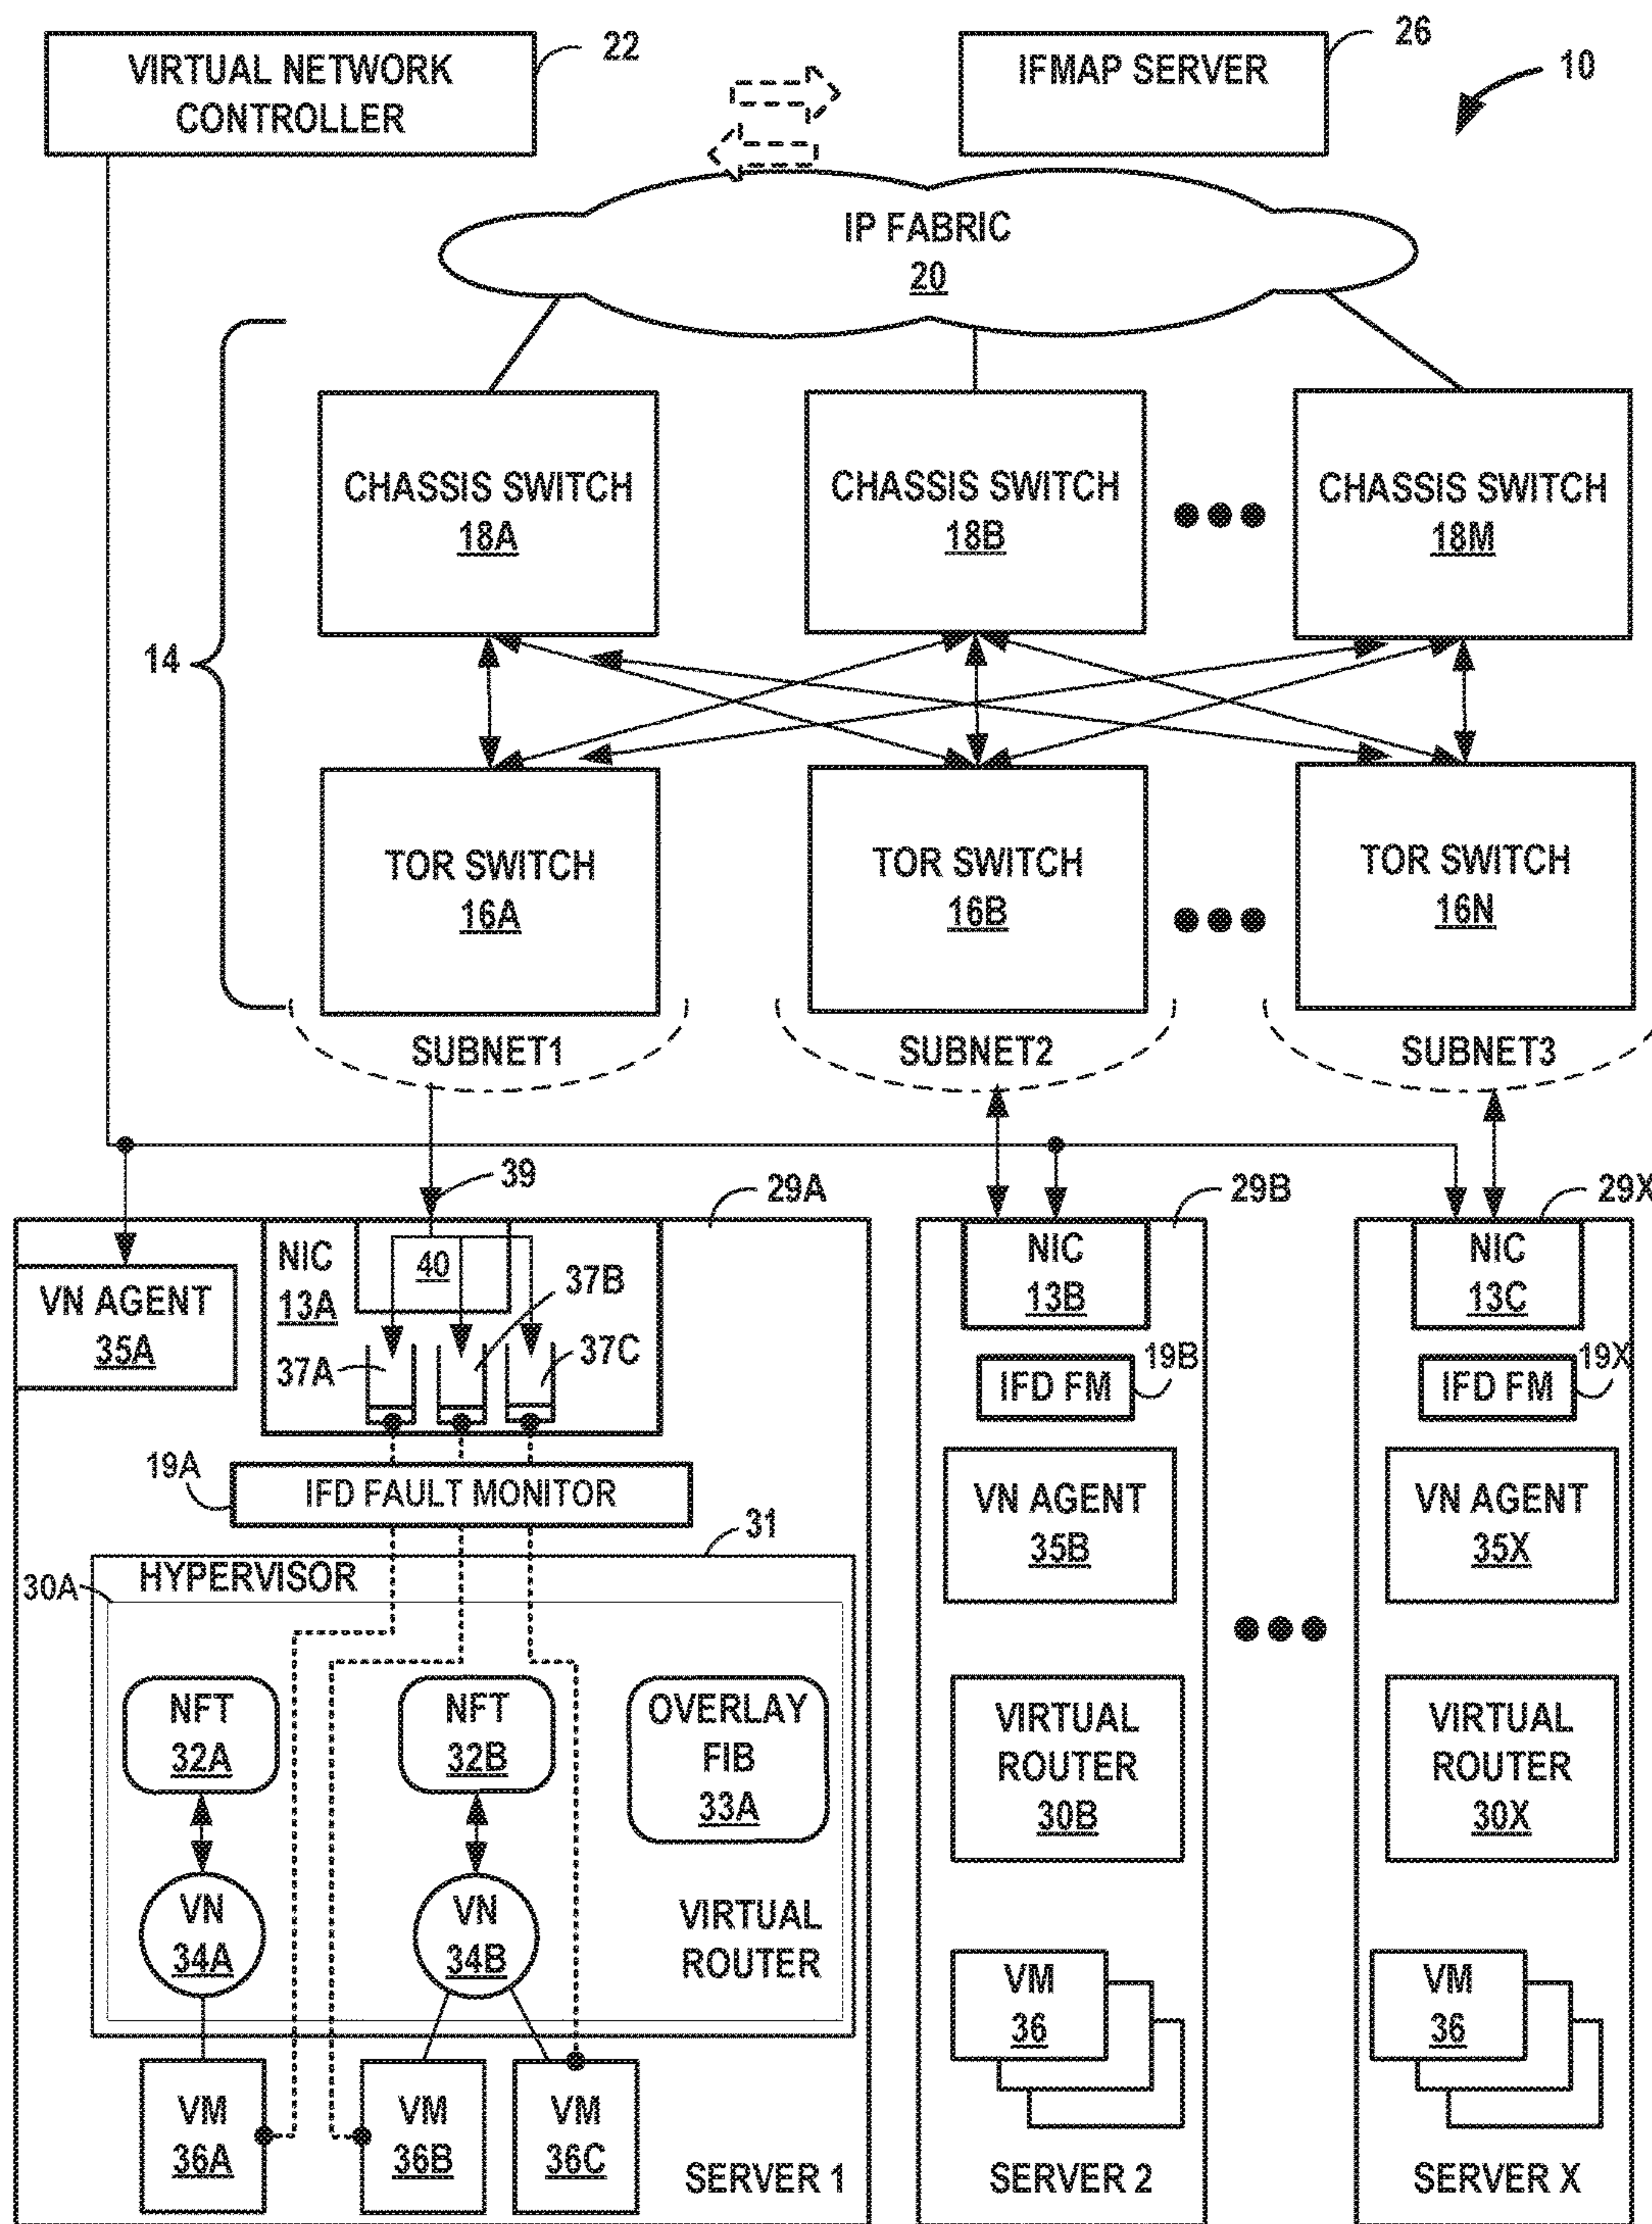 VIRTUAL NETWORK
CONTROLLER
22
IFMAP SERVER
26
10
IP FABRIC
20
14
CHASSIS SWITCH
18A
CHASSIS SWITCH
18B
CHASSIS SWITCH
18M
TOR SWITCH
16A
TOR SWITCH
16B
TOR SWITCH
16N
SUBNET1
SUBNET2
SUBNET3
39
29A
29B
29X
VN AGENT
35A
NIC
13A
40
37A
37B
37C
19A
IFD FAULT MONITOR
31
HYPERVISOR
30A
NFT
32A
NFT
32B
OVERLAY
FIB
33A
VN
34A
VN
34B
VIRTUAL
ROUTER
VM
36A
VM
36B
VM
36C
SERVER 1
NIC
13B
IFD FM
19B
VN AGENT
35B
VIRTUAL
ROUTER
30B
VM
36
SERVER 2
NIC
13C
IFD FM
19X
VN AGENT
35X
VIRTUAL
ROUTER
30X
VM
36
SERVER X